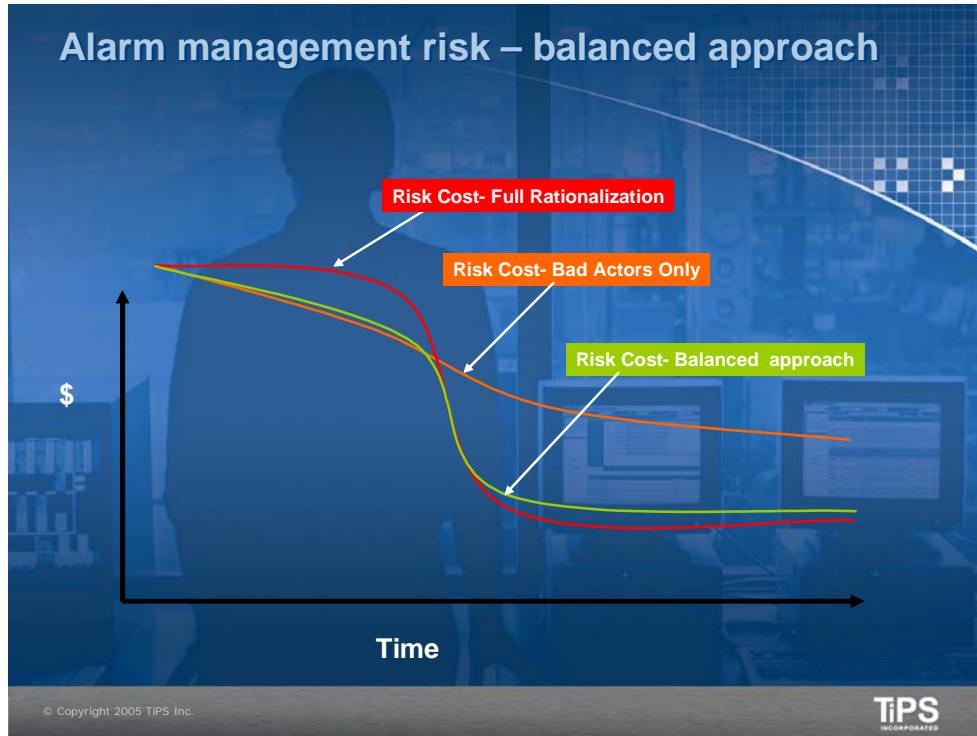 Alarm management risk – balanced approach
Risk Cost- Full Rationalization
Risk Cost- Bad Actors Only
Risk Cost- Balanced approach
$
Time
© Copyright 2005 TiPS Inc.
TiPS
INCORPORATED